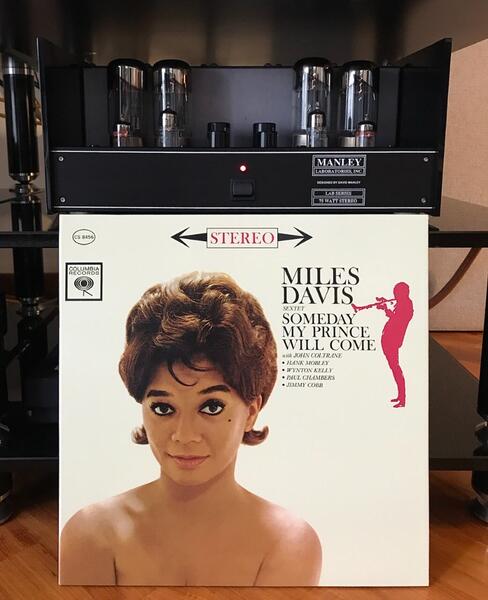 MANLEY
LABORATORIES, INC
DESIGNED BY DAVID MANLEY
LAB SERIES
75 WATT STEREO
CS 8456
STEREO
COLUMBIA
RECORDS
MILES
DAVIS
SEXTET
SOMEDAY
MY PRINCE
WILL COME
with JOHN COLTRANE
• HANK MOBLEY
• WYNTON KELLY
• PAUL CHAMBERS
• JIMMY COBB